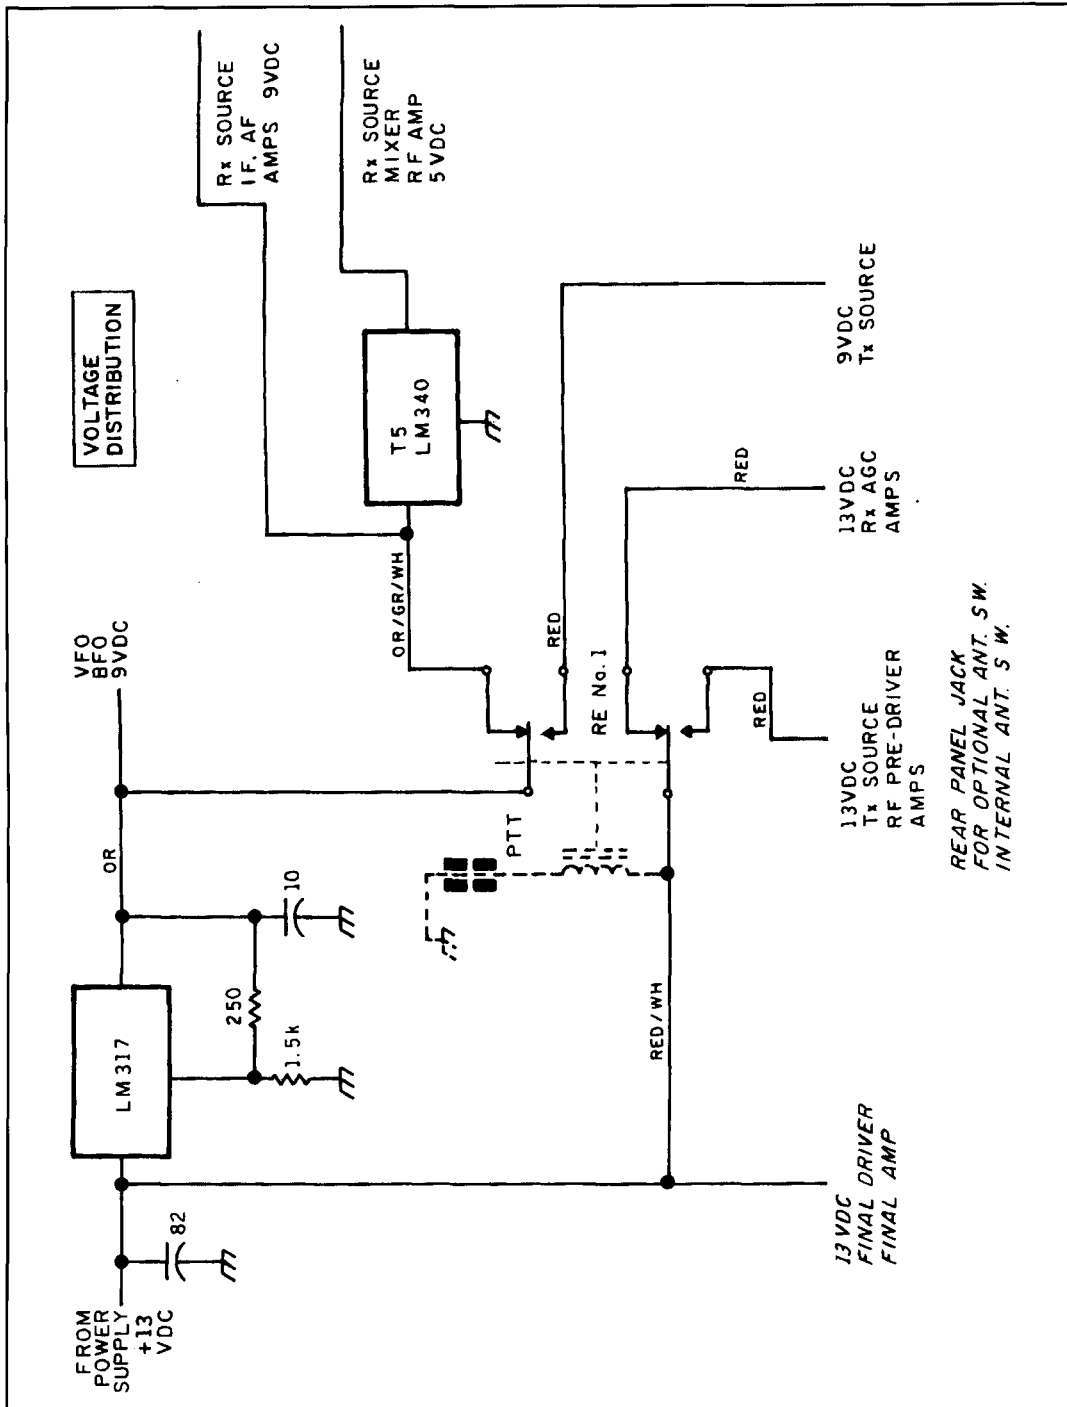 VOLTAGE
DISTRIBUTION
FROM
POWER
SUPPLY
+13
VDC
82
LM317
250
1.5k
10
OR
VFO
BFO
9VDC
Rx SOURCE
I F. AF
AMPS 9VDC
Rx SOURCE
MIXER
RF AMP
5VDC
T5
LM340
OR/GR/WH
PTT
RE No. 1
RED
RED/WH
RED
RED
13VDC
FINAL DRIVER
FINAL AMP
13VDC
Tx SOURCE
RF PRE-DRIVER
AMPS
13VDC
Rx AGC
AMPS
9VDC
Tx SOURCE
REAR PANEL JACK
FOR OPTIONAL ANT. SW.
INTERNAL ANT. S W.